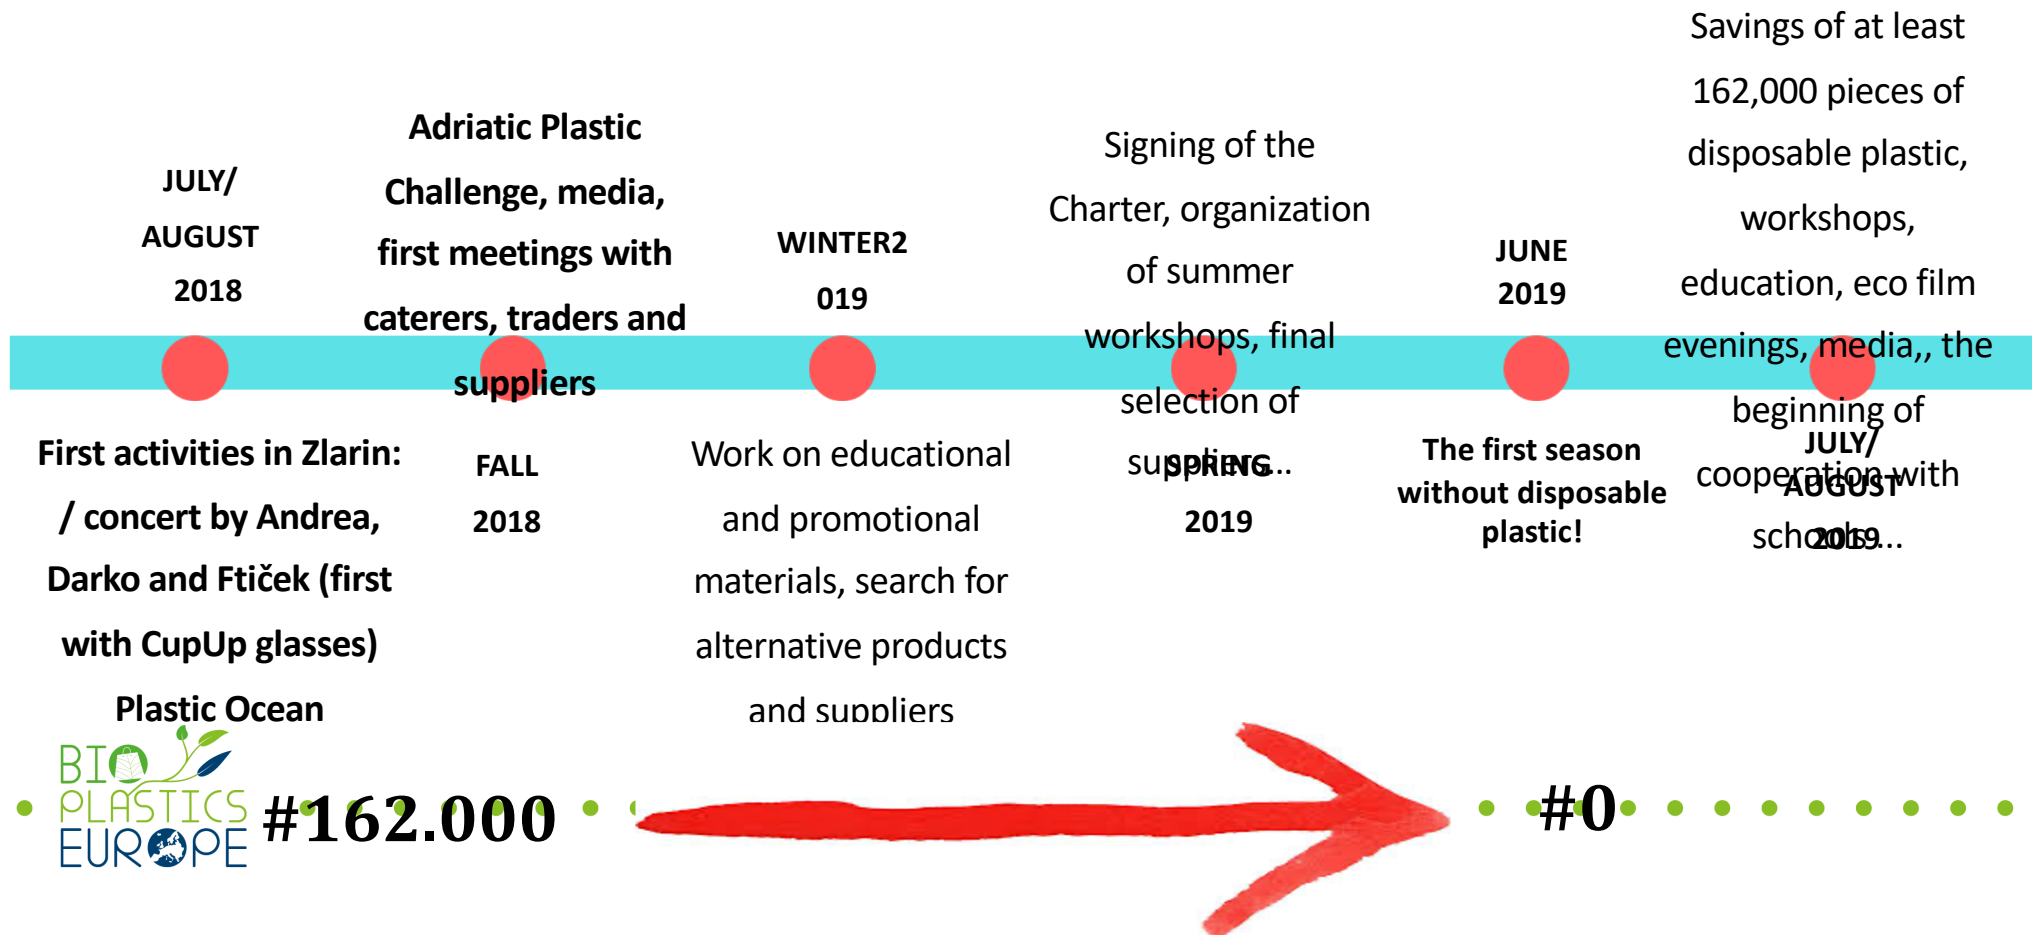 JULY/
AUGUST
2018
First activities in Zlarin:
/ concert by Andrea,
Darko and Ftiček (first
with CupUp glasses)
Plastic Ocean
Adriatic Plastic
Challenge, media,
first meetings with
caterers, traders and
suppliers
FALL
2018
WINTER2
019
Work on educational
and promotional
materials, search for
alternative products
and suppliers
Signing of the
Charter, organization
of summer
workshops, final
selection of
suppliers...
SPRING
2019
JUNE
2019
The first season
without disposable
plastic!
Savings of at least
162,000 pieces of
disposable plastic,
workshops,
education, eco film
evenings, media,, the
beginning of
cooperation with
schools...
JULY/
AUGUST
2019
BIO
PLASTICS
EUROPE
#162.000
#0